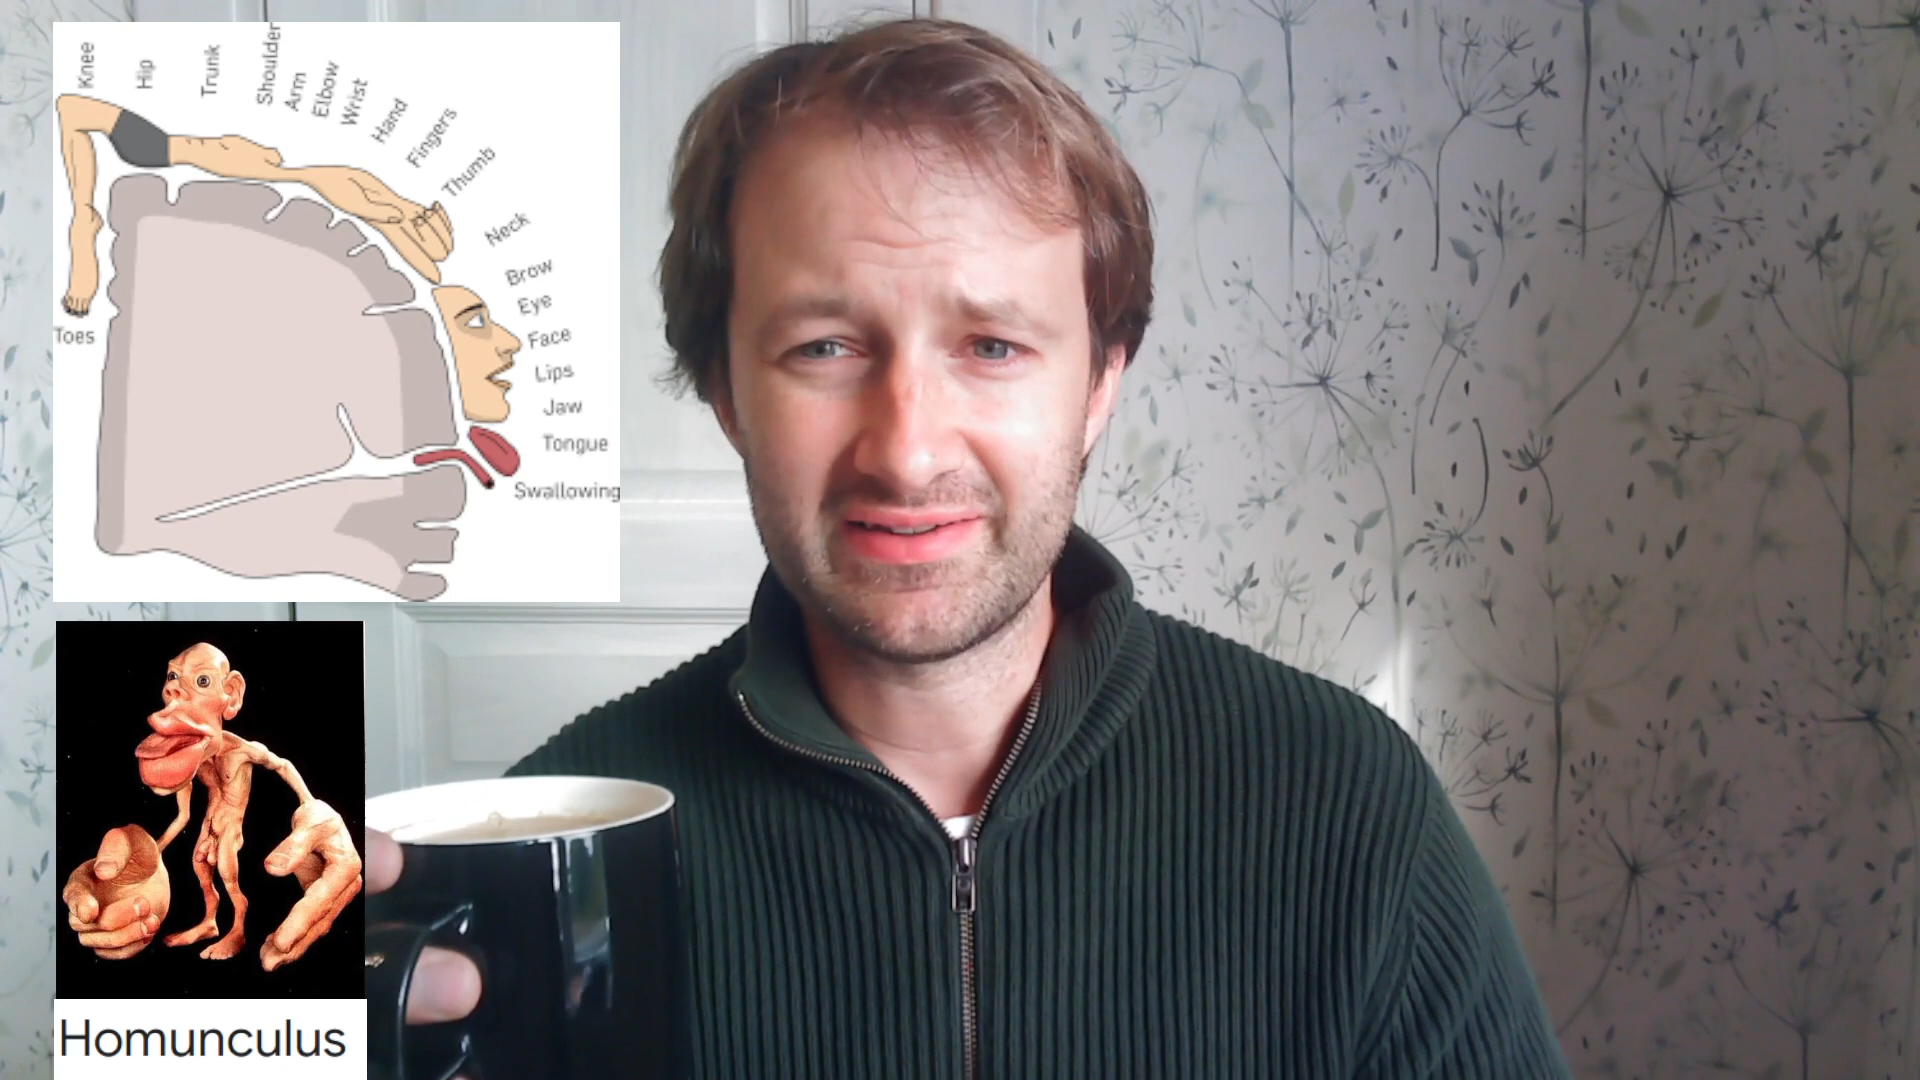 Knee
Hip
Trunk
Shoulder
Arm
Elbow
Wrist
Hand
Fingers
Thumb
Neck
Brow
Eye
Face
Lips
Jaw
Tongue
Swallowing
Toes
Homunculus